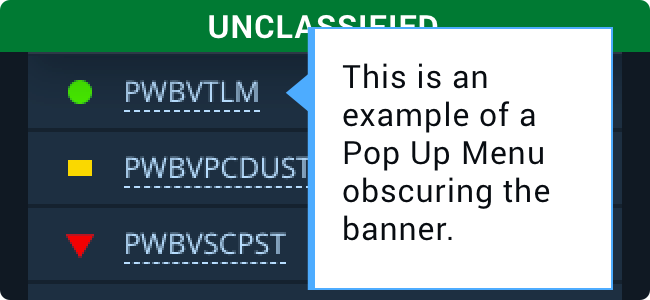 UNCLASSIFIED
PWBVTLM
PWBVPCDUST
PWBVSCPST
This is an
example of a
Pop Up Menu
obscuring the
banner.